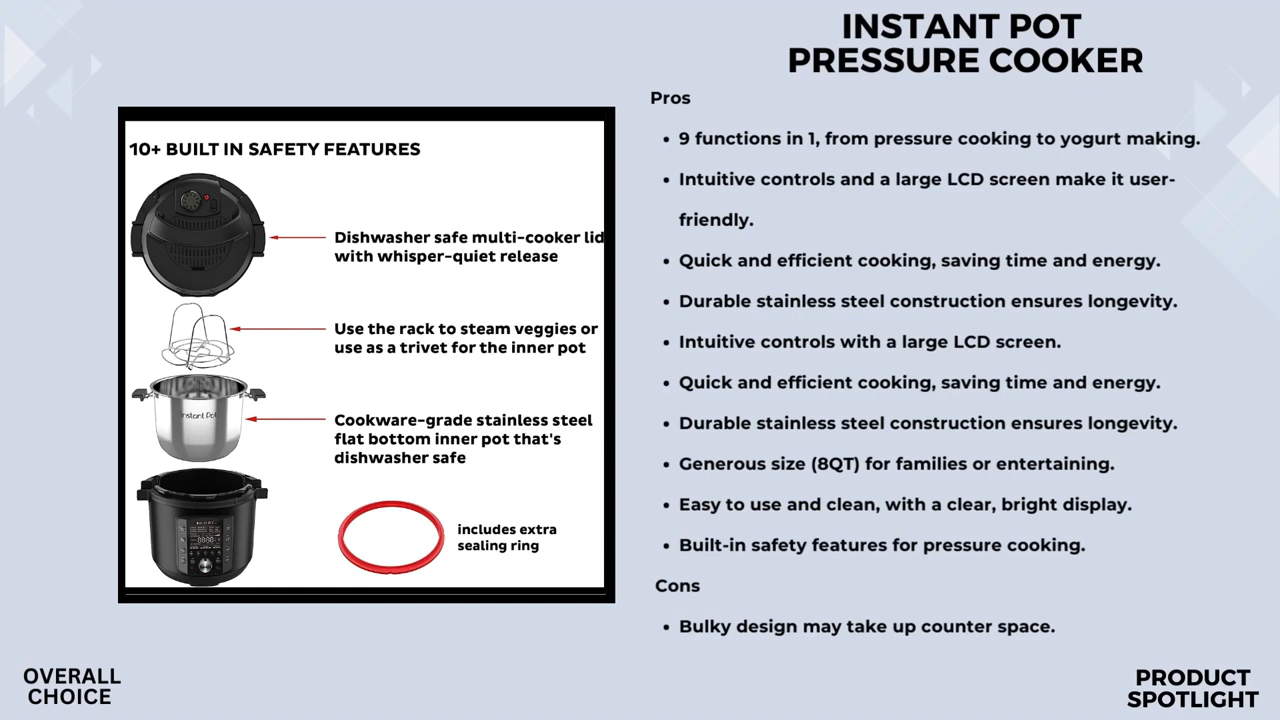 INSTANT POT
PRESSURE COOKER
Pros
• 9 functions in 1, from pressure cooking to yogurt making.
• Intuitive controls and a large LCD screen make it user-
friendly.
• Quick and efficient cooking, saving time and energy.
• Durable stainless steel construction ensures longevity.
• Intuitive controls with a large LCD screen.
• Quick and efficient cooking, saving time and energy.
• Durable stainless steel construction ensures longevity.
• Generous size (8QT) for families or entertaining.
• Easy to use and clean, with a clear, bright display.
• Built-in safety features for pressure cooking.
Cons
• Bulky design may take up counter space.
10+ BUILT IN SAFETY FEATURES
Dishwasher safe multi-cooker lid
with whisper-quiet release
Use the rack to steam veggies or
use as a trivet for the inner pot
Instant Pot
Cookware-grade stainless steel
flat bottom inner pot that's
dishwasher safe
includes extra
sealing ring
OVERALL
CHOICE
PRODUCT
SPOTLIGHT